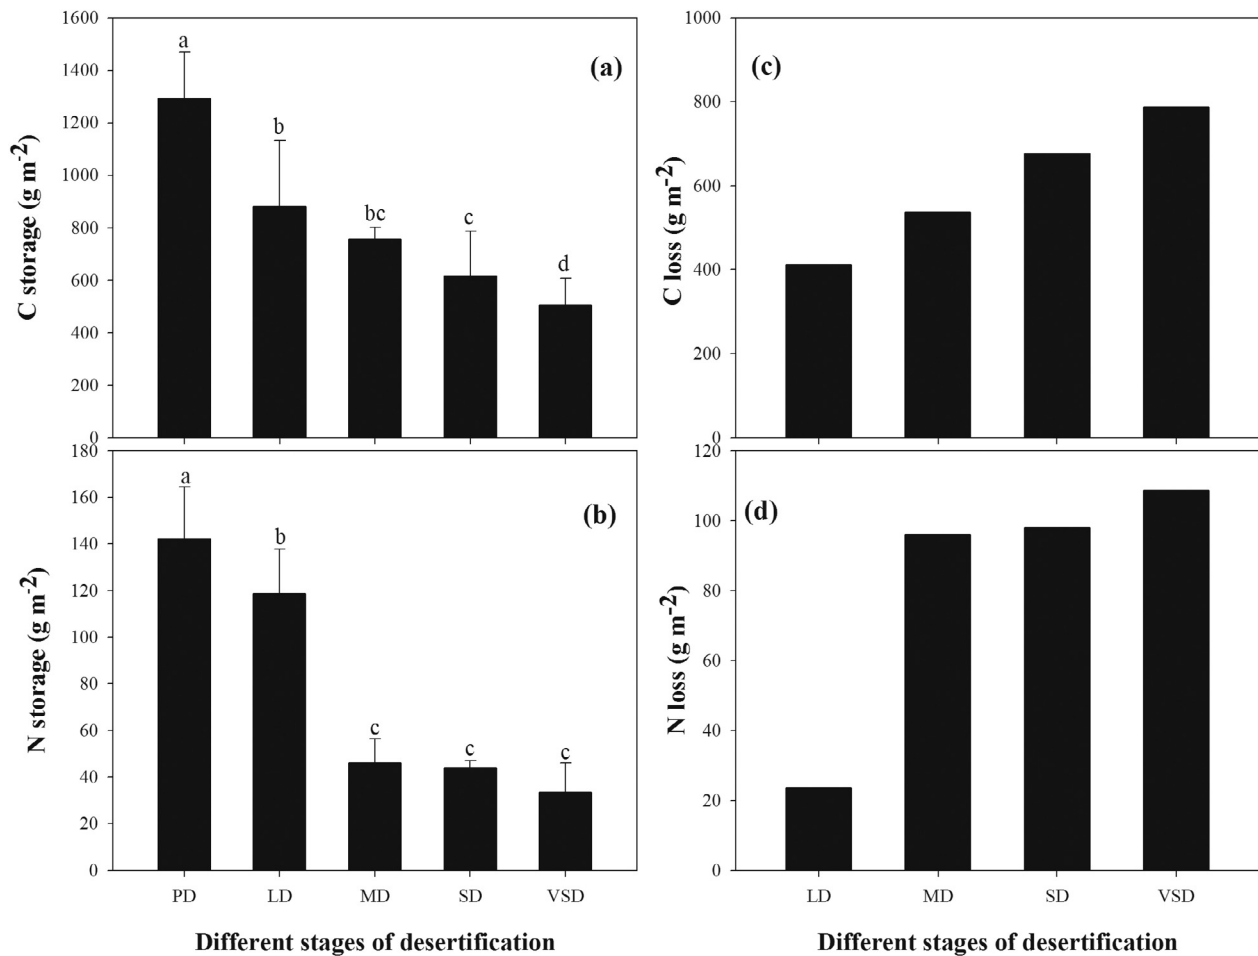 1600
1400
1200
1000
800
600
400
200
0
C storage (g m-2)
a
b
bc
c
d
(a)
1000
800
600
400
200
0
C loss (g m-2)
(c)
180
160
140
120
100
80
60
40
20
0
N storage (g m-2)
a
b
c
c
c
(b)
PD LD MD SD VSD
Different stages of desertification
120
100
80
60
40
20
0
N loss (g m-2)
(d)
LD MD SD VSD
Different stages of desertification